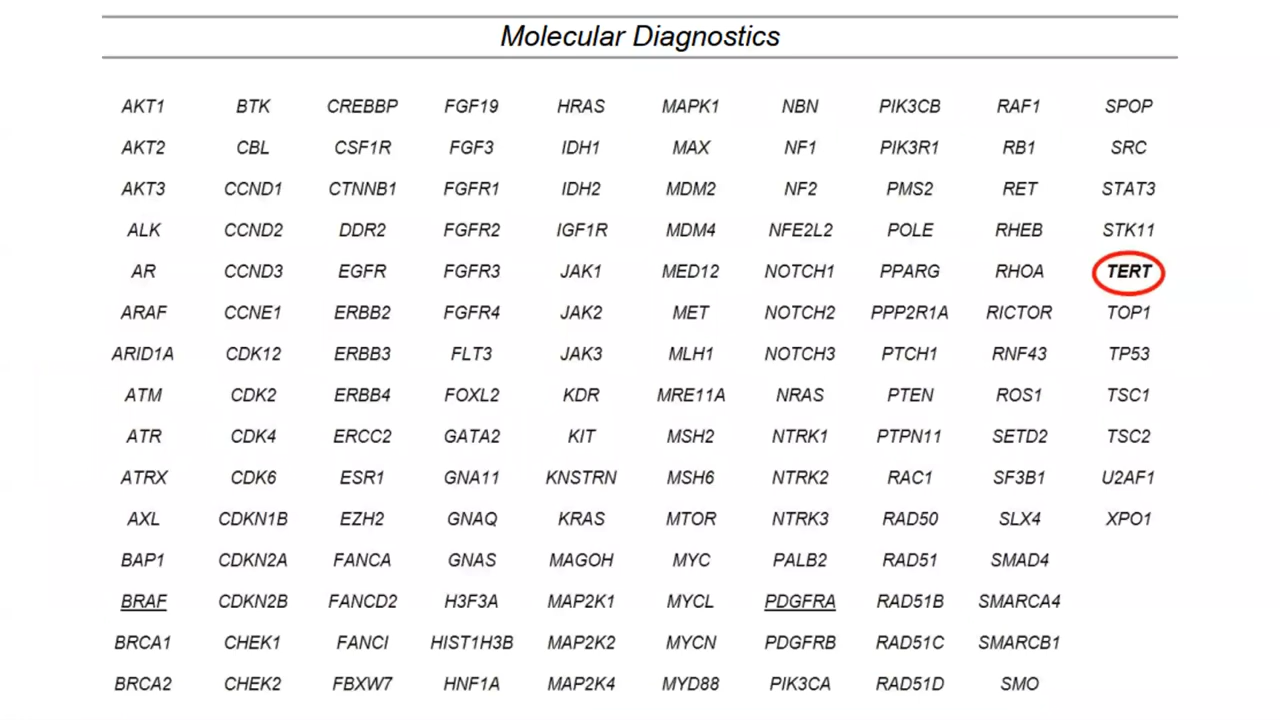 Molecular Diagnostics
AKT1 BTK CREBBP FGF19 HRAS MAPK1 NBN PIK3CB RAF1 SPOP
AKT2 CBL CSF1R FGF3 IDH1 MAX NF1 PIK3R1 RB1 SRC
AKT3 CCND1 CTNNB1 FGFR1 IDH2 MDM2 NF2 PMS2 RET STAT3
ALK CCND2 DDR2 FGFR2 IGF1R MDM4 NFE2L2 POLE RHEB STK11
AR CCND3 EGFR FGFR3 JAK1 MED12 NOTCH1 PPARG RHOA TERT
ARAF CCNE1 ERBB2 FGFR4 JAK2 MET NOTCH2 PPP2R1A RICTOR TOP1
ARID1A CDK12 ERBB3 FLT3 JAK3 MLH1 NOTCH3 PTCH1 RNF43 TP53
ATM CDK2 ERBB4 FOXL2 KDR MRE11A NRAS PTEN ROS1 TSC1
ATR CDK4 ERCC2 GATA2 KIT MSH2 NTRK1 PTPN11 SETD2 TSC2
ATRX CDK6 ESR1 GNA11 KNSTRN MSH6 NTRK2 RAC1 SF3B1 U2AF1
AXL CDKN1B EZH2 GNAQ KRAS MTOR NTRK3 RAD50 SLX4 XPO1
BAP1 CDKN2A FANCA GNAS MAGOH MYC PALB2 RAD51 SMAD4
BRAF CDKN2B FANCD2 H3F3A MAP2K1 MYCL PDGFRA RAD51B SMARCA4
BRCA1 CHEK1 FANCI HIST1H3B MAP2K2 MYCN PDGFRB RAD51C SMARCB1
BRCA2 CHEK2 FBXW7 HNF1A MAP2K4 MYD88 PIK3CA RAD51D SMO